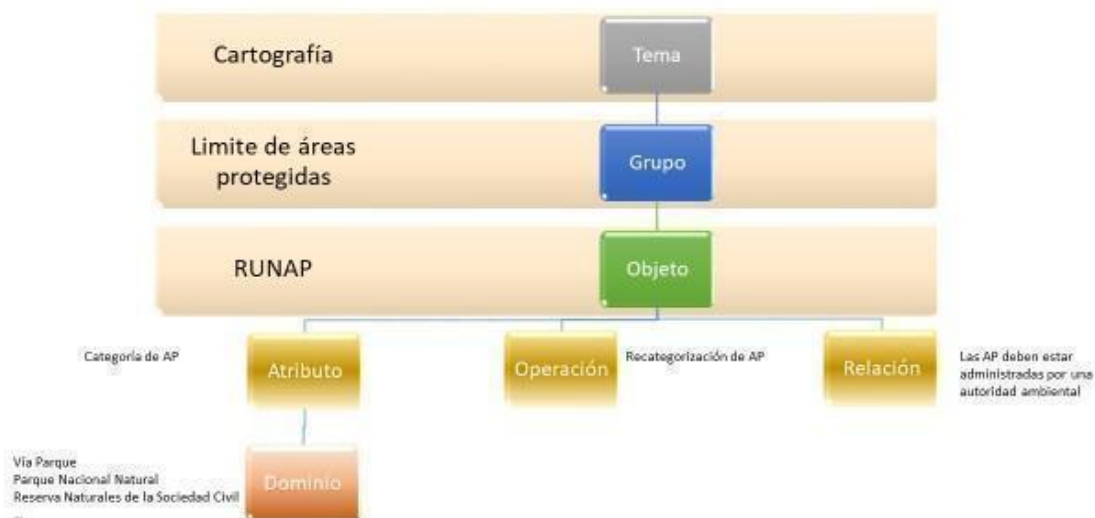 Cartografía
Tema
Limite de áreas
protegidas
Grupo
RUNAP
Objeto
Categoría de AP
Atributo
Operación
Recategorización de AP
Relación
Las AP deben estar
administradas por una
autoridad ambiental
Vía Parque
Parque Nacional Natural
Reserva Naturales de la Sociedad Civil
Dominio